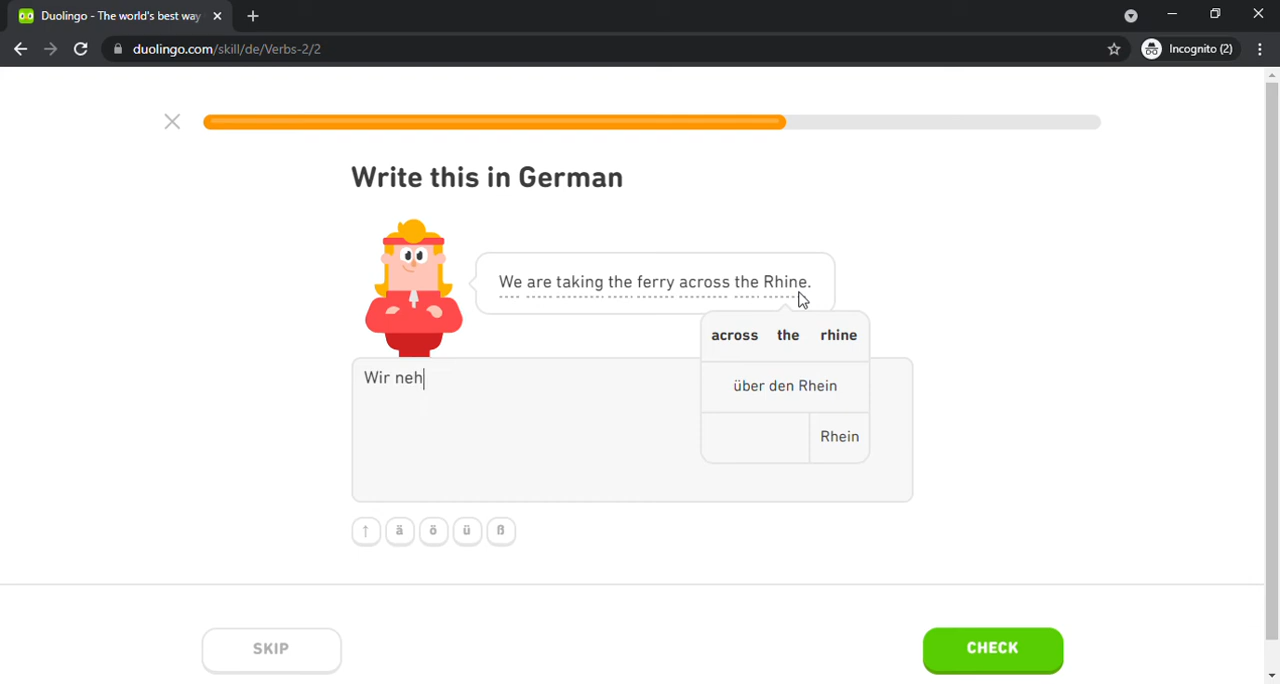 Duolingo - The world's best way
duolingo.com/skill/de/Verbs-2/2
Incognito (2)
Write this in German
We are taking the ferry across the Rhine.
across the rhine
über den Rhein
Rhein
Wir neh
↑ ä ö ü ß
SKIP
CHECK